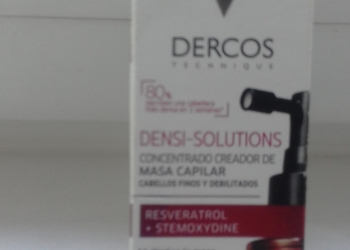 DERCOS
TECHNIQUE
80%
DENSI-SOLUTIONS
CONCENTRADO CREADOR DE
MASA CAPILAR
CABELLOS FINOS Y DEBILITADOS
RESVERATROL
+ STEMOXYDINE